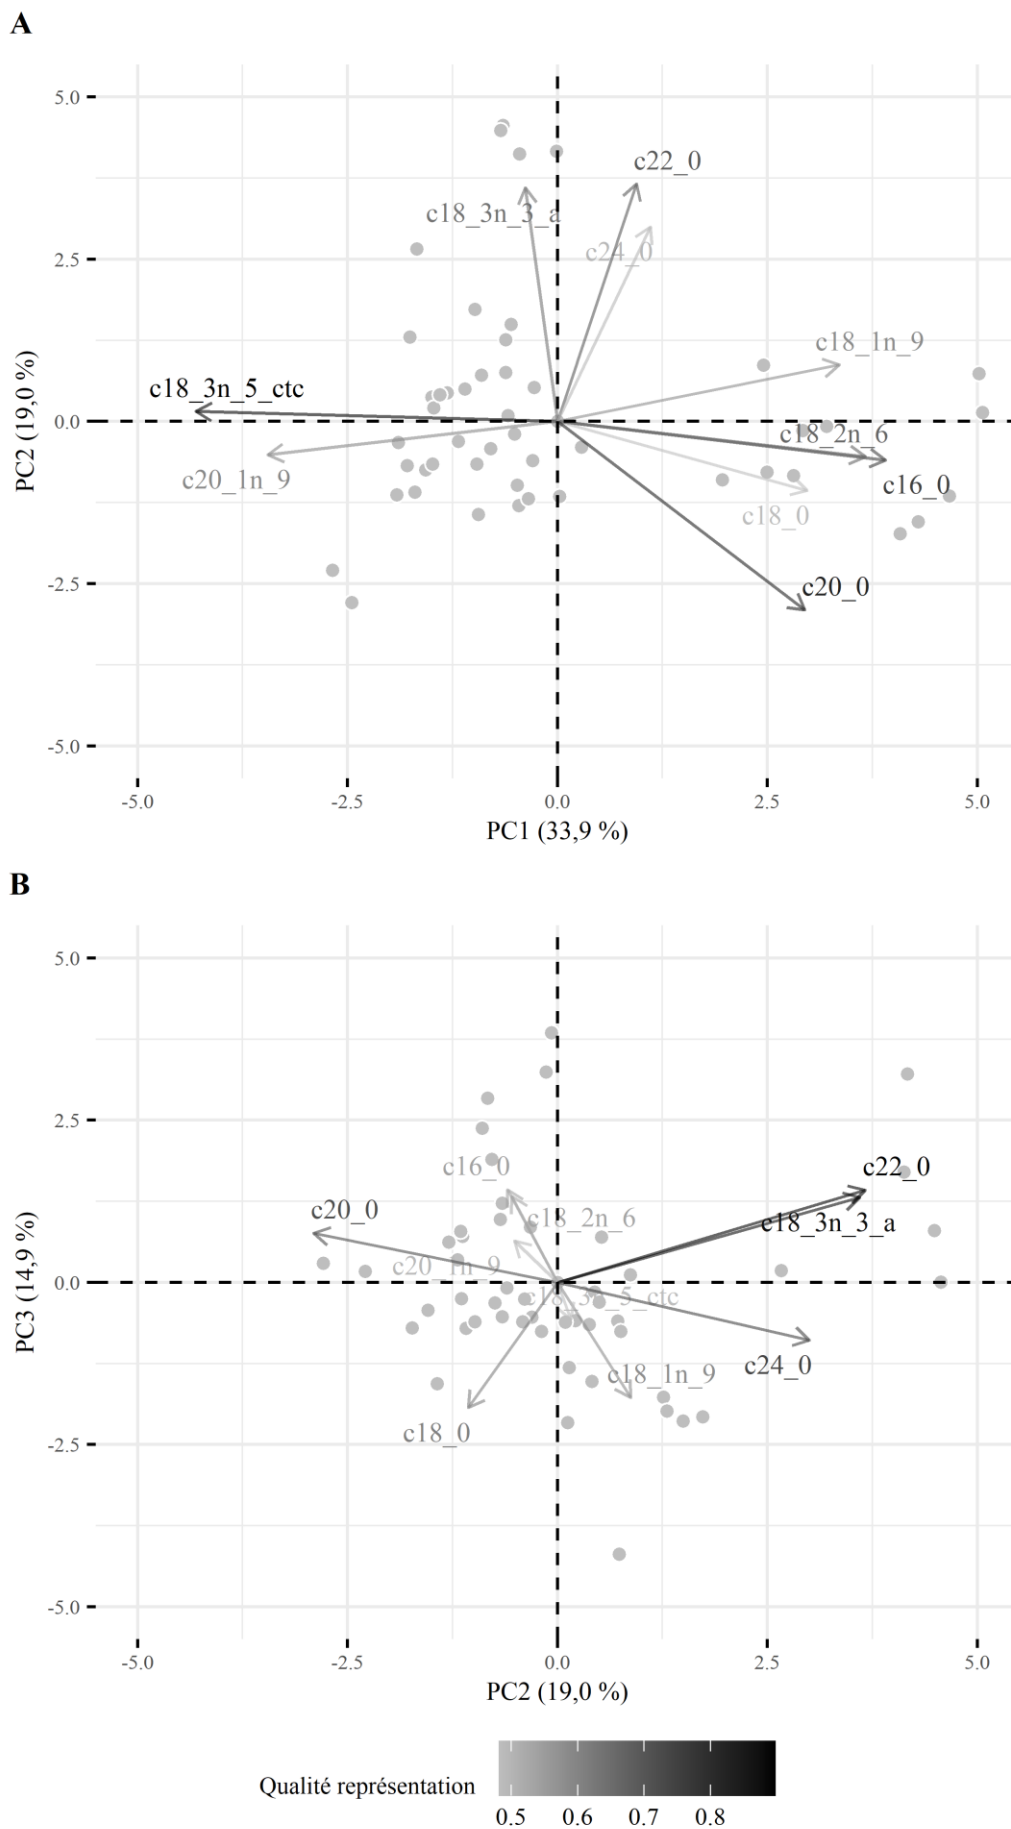 A
5.0
2.5
0.0
-2.5
-5.0
PC2 (19,0 %)
c22_0
c18_3n_3_a
c24_0
c18_1n_9
c18_3n_5_ctc
c18_2n_6
c20_1n_9
c16_0
c18_0
c20_0
-5.0 -2.5 0.0 2.5 5.0
PC1 (33,9 %)
B
5.0
2.5
0.0
-2.5
-5.0
PC3 (14,9 %)
c16_0
c22_0
c20_0
c18_2n_6
c18_3n_3_a
c20_1n_9
c18_3n_5_ctc
c24_0
c18_1n_9
c18_0
-5.0 -2.5 0.0 2.5 5.0
PC2 (19,0 %)
Qualité représentation
0.5 0.6 0.7 0.8